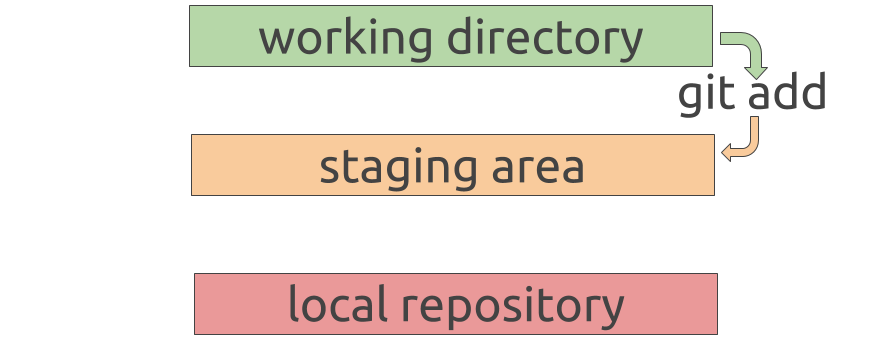 working directory
git add
staging area
local repository